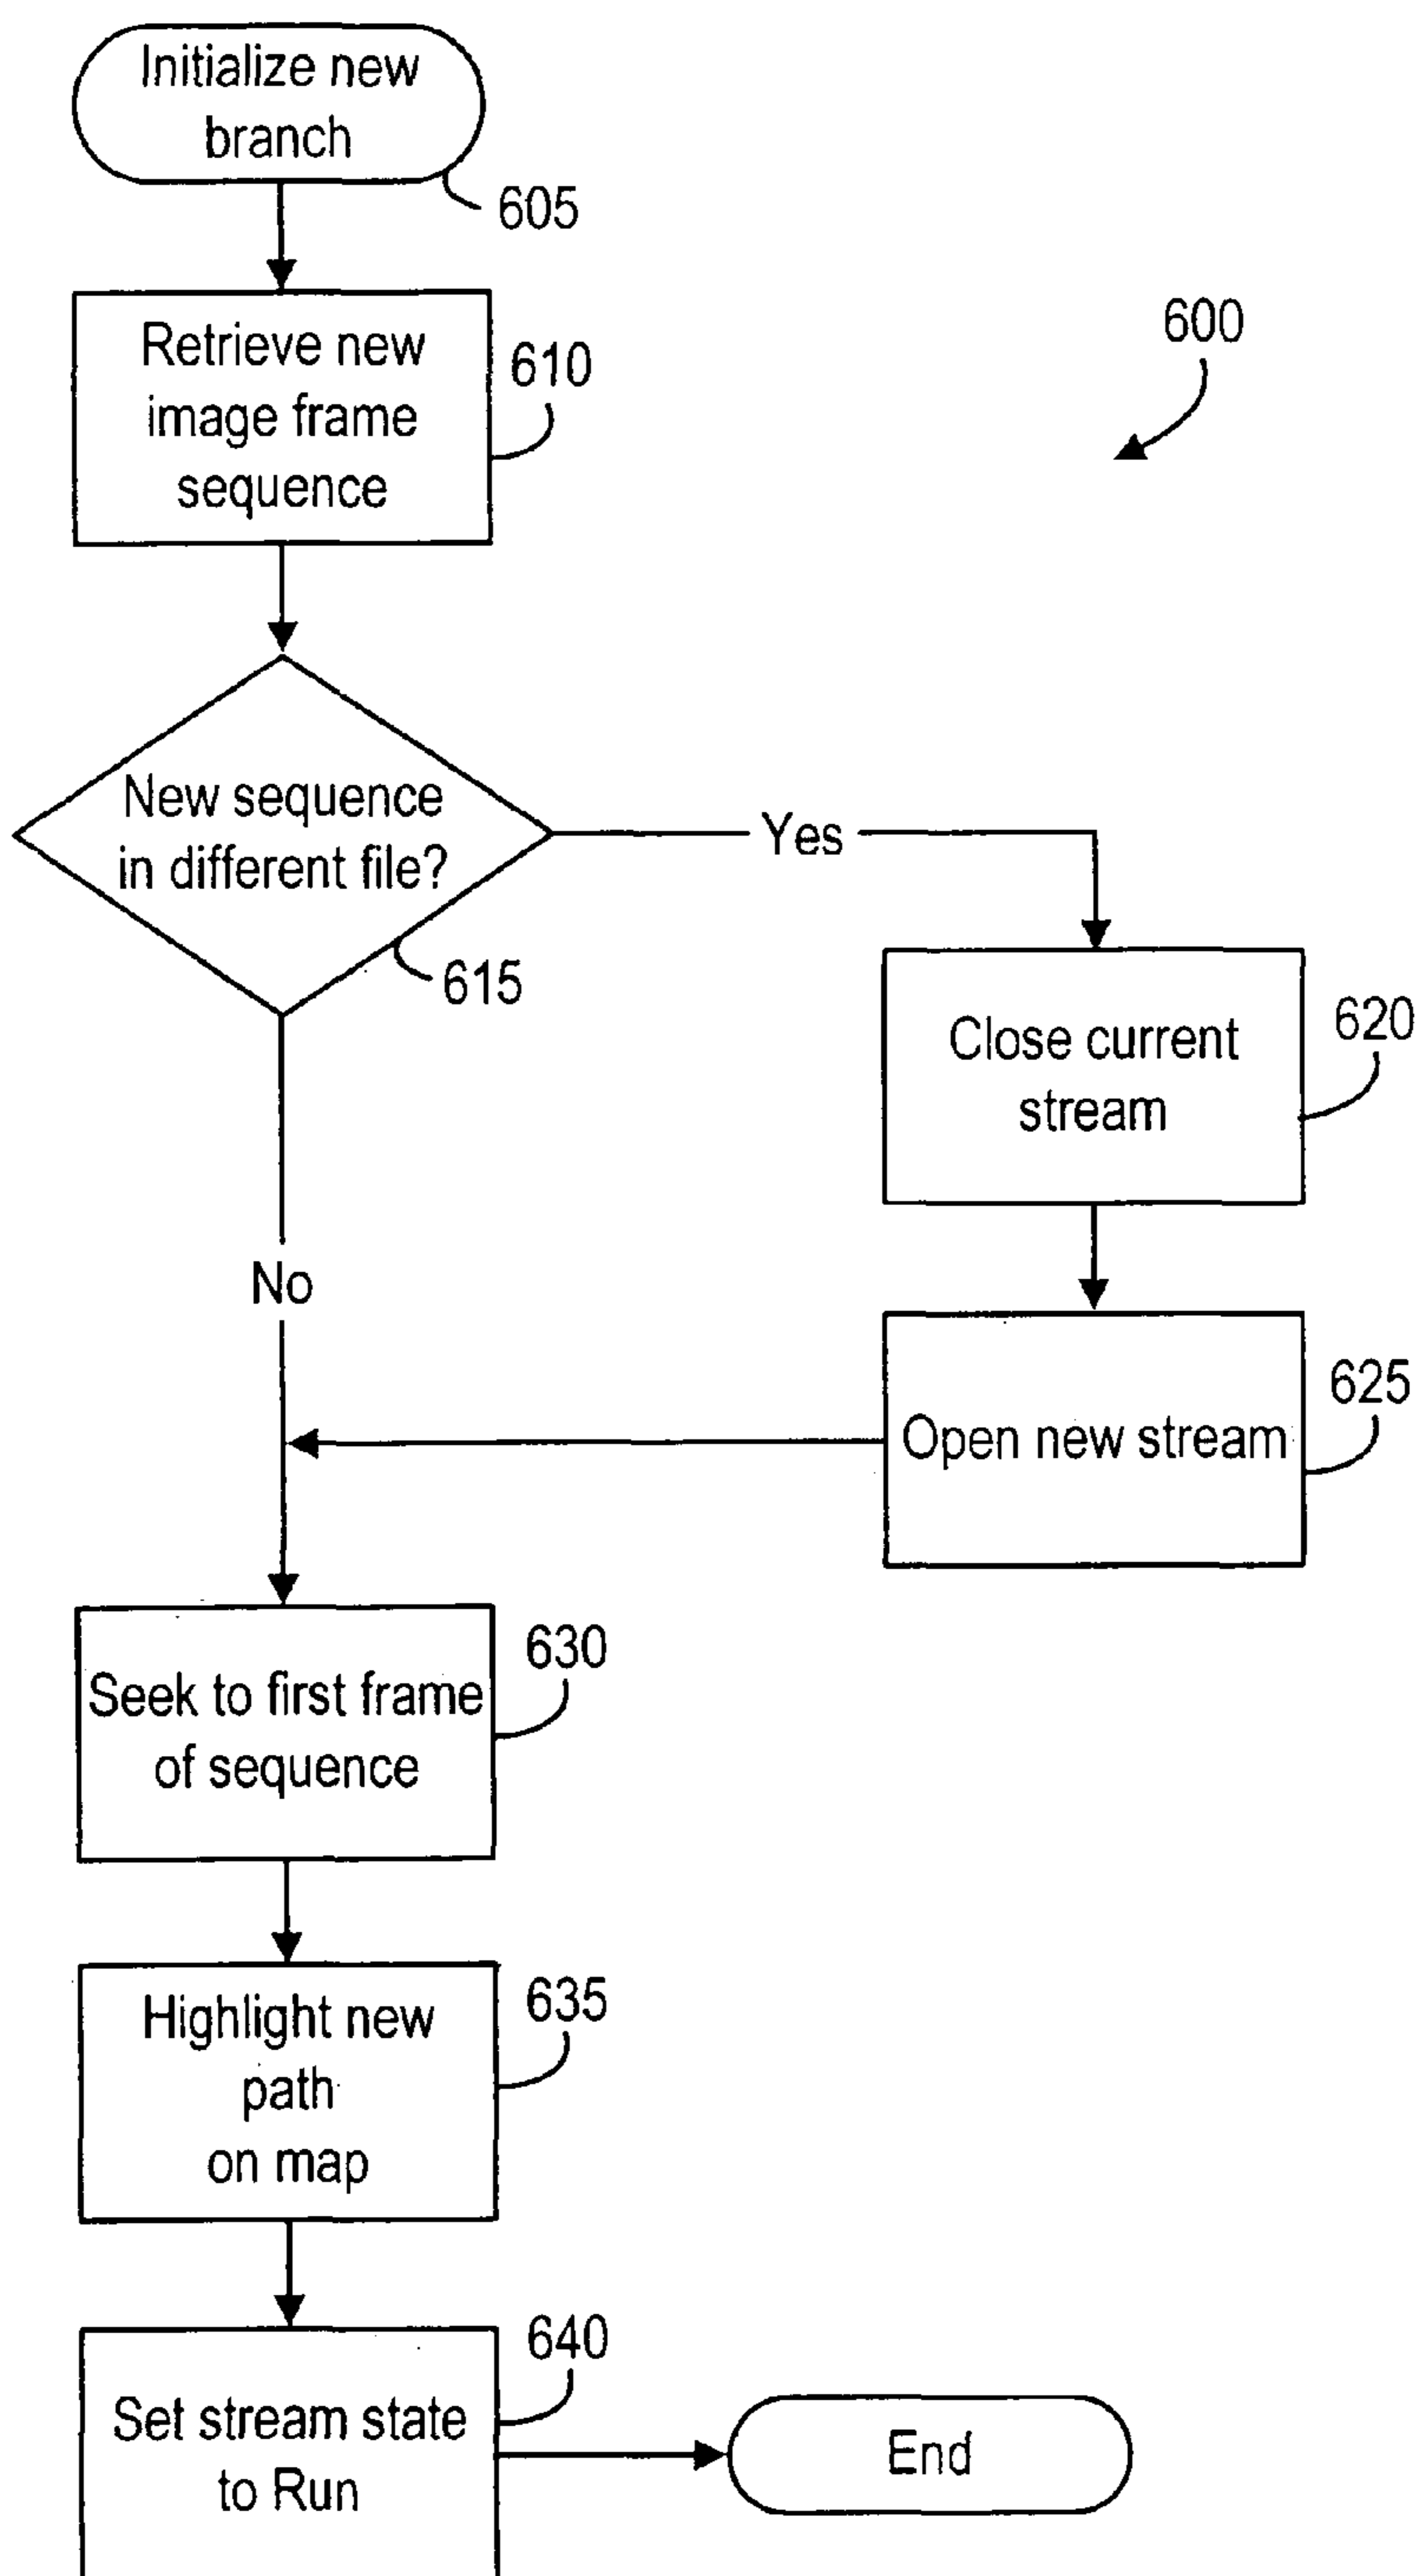 Initialize new
branch
605
Retrieve new
image frame
sequence
610
600
New sequence
in different file?
615
Yes
Close current
stream
620
No
Open new stream
625
Seek to first frame
of sequence
630
Highlight new
path
on map
635
Set stream state
to Run
640
End